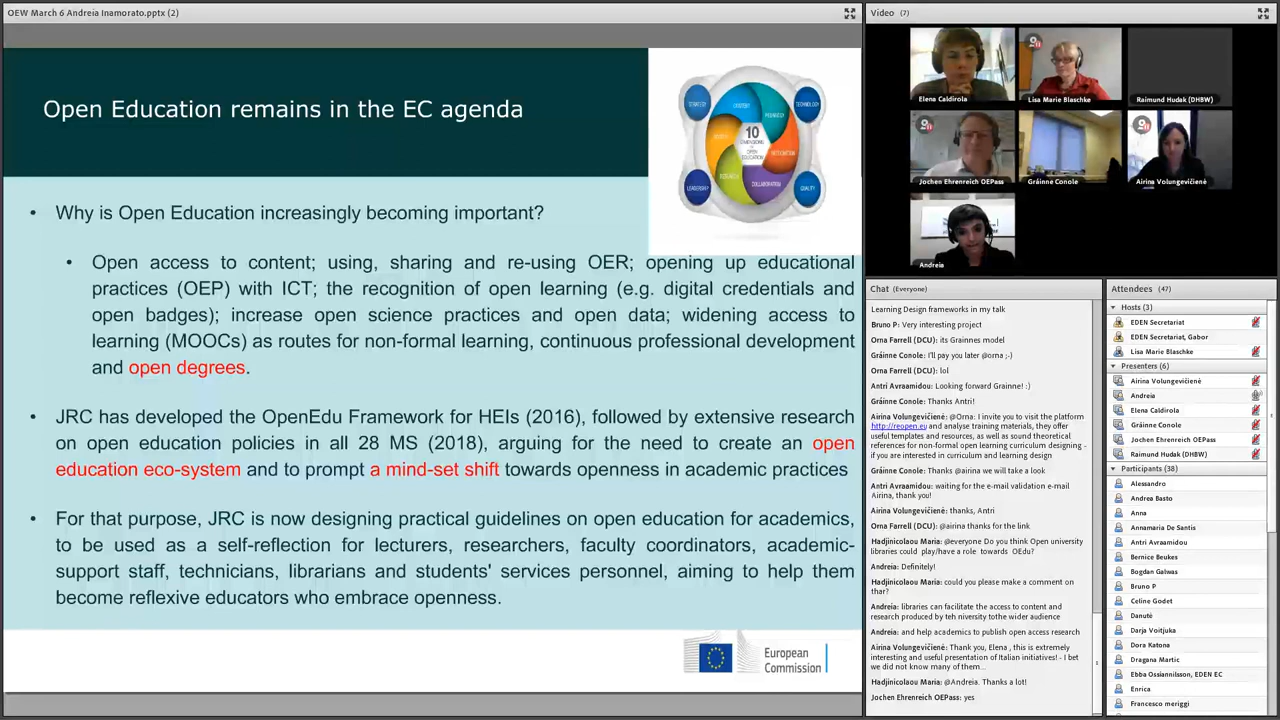 OEW March 6 Andreia Inamorato.pptx (2)
Open Education remains in the EC agenda
STRATEGY
TECHNOLOGY
CONTENT
10
RECOGNITION
COLLABORATION
RESEARCH
LEADERSHIP
QUALITY
• Why is Open Education increasingly becoming important?
• Open access to content; using, sharing and re-using OER; opening up educational
practices (OEP) with ICT; the recognition of open learning (e.g. digital credentials and
open badges); increase open science practices and open data; widening access to
learning (MOOCs) as routes for non-formal learning, continuous professional development
and open degrees.
• JRC has developed the OpenEdu Framework for HEIs (2016), followed by extensive research
on open education policies in all 28 MS (2018), arguing for the need to create an open
education eco-system and to prompt a mind-set shift towards openness in academic practices
• For that purpose, JRC is now designing practical guidelines on open education for academics,
to be used as a self-reflection for lecturers, researchers, faculty coordinators, academic-
support staff, technicians, librarians and students' services personnel, aiming to help them
become reflexive educators who embrace openness.
European
Commission
Video (7)
Elena Caldirola
Lisa Marie Blaschke
Raimund Hudak (DHBW)
Jochen Ehrenreich OEPass
Gráinne Conole
Airina Volungevičienė
Andreia
Chat (Everyone)
Learning Design frameworks in my talk
Bruno P: Very interesting project
Orna Farrell (DCU): its Grainnes model
Gráinne Conole: I'll pay you later @orna ;-)
Orna Farrell (DCU): lol
Antri Avraamidou: Looking forward Grainne! :)
Gráinne Conole: Thanks Antri!
Airina Volungevičienė: @Orna: I invite you to visit the platform
http://reopen.eu and analyse training materials, they offer
useful templates and resources, as well as sound theoretical
references for non-formal open learning curriculum designing -
if you are interested in curriculum and learning design
Gráinne Conole: Thanks @airina we will take a look
Antri Avraamidou: waiting for the e-mail validation e-mail
Airina, thank you!
Airina Volungevičienė: thanks, Antri
Orna Farrell (DCU): @airina thanks for the link
Hadjinicolaou Maria: @everyone Do you think Open university
libraries could play/have a role towards OEdu?
Andreia: Definitely!
Hadjinicolaou Maria: could you please make a comment on
thar?
Andreia: libraries can facilitate the access to content and
research produced by teh niversity tothe wider audience
Andreia: and help academics to publish open access research
Airina Volungevičienė: Thank you, Elena , this is extremely
interesting and useful presentation of Italian initiatives! - I bet
we did not know many of them...
Hadjinicolaou Maria: @Andreia. Thanks a lot!
Jochen Ehrenreich OEPass: yes
Attendees (47)
Hosts (3)
EDEN Secretariat
EDEN Secretariat, Gabor
Lisa Marie Blaschke
Presenters (6)
Airina Volungevičienė
Andreia
Elena Caldirola
Gráinne Conole
Jochen Ehrenreich OEPass
Raimund Hudak (DHBW)
Participants (38)
Alessandro
Andrea Basto
Anna
Annamaria De Santis
Antri Avraamidou
Bernice Beukes
Bogdan Galwas
Bruno P
Celine Godet
Danutė
Darja Voitjuka
Dora Katona
Dragana Martic
Ebba Ossiannilsson, EDEN EC
Enrica
Francesco meriggi